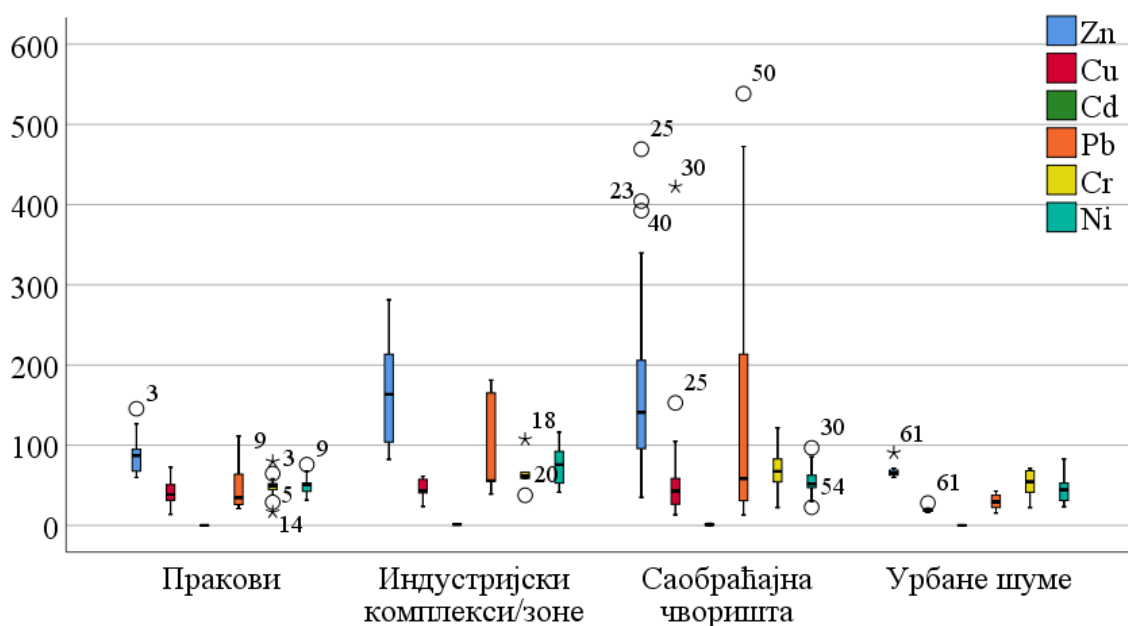 600
500
400
300
200
100
0
Zn
Cu
Cd
Pb
Cr
Ni
50
25
30
23
40
25
30
54
3
9
3
5
14
9
18
20
61
61
Пракови
Индустријски
комплекси/зоне
Саобраћајна
чворишта
Урбане шуме